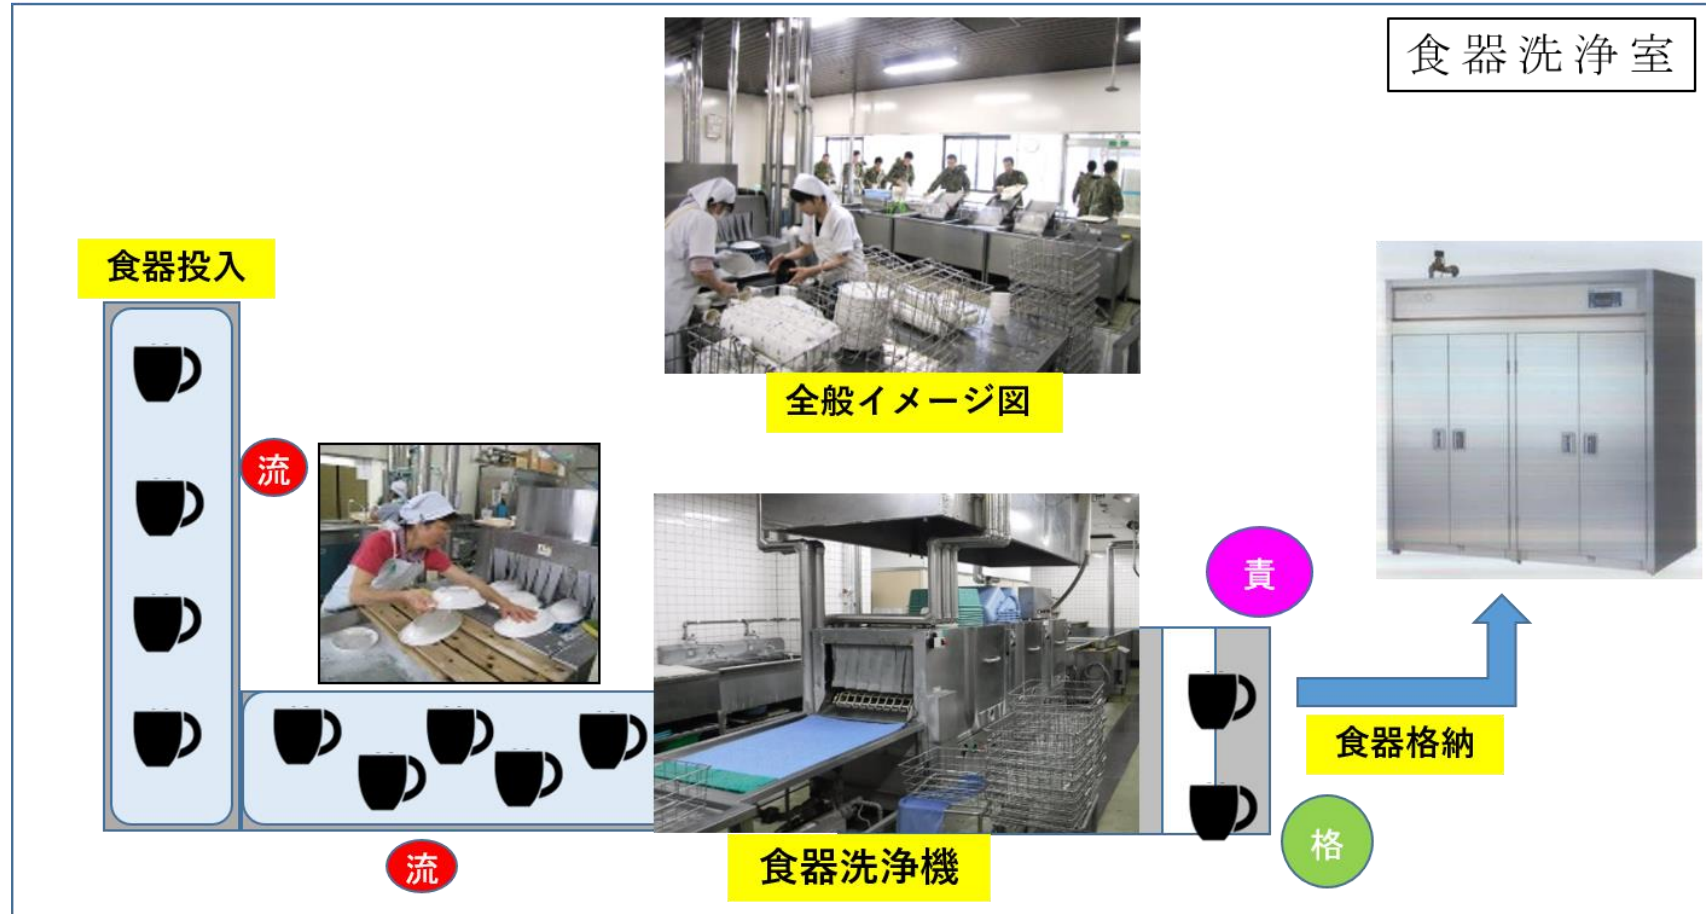 食器洗浄室
食器投入
全般イメージ図
流
責
食器格納
流
食器洗浄機
格